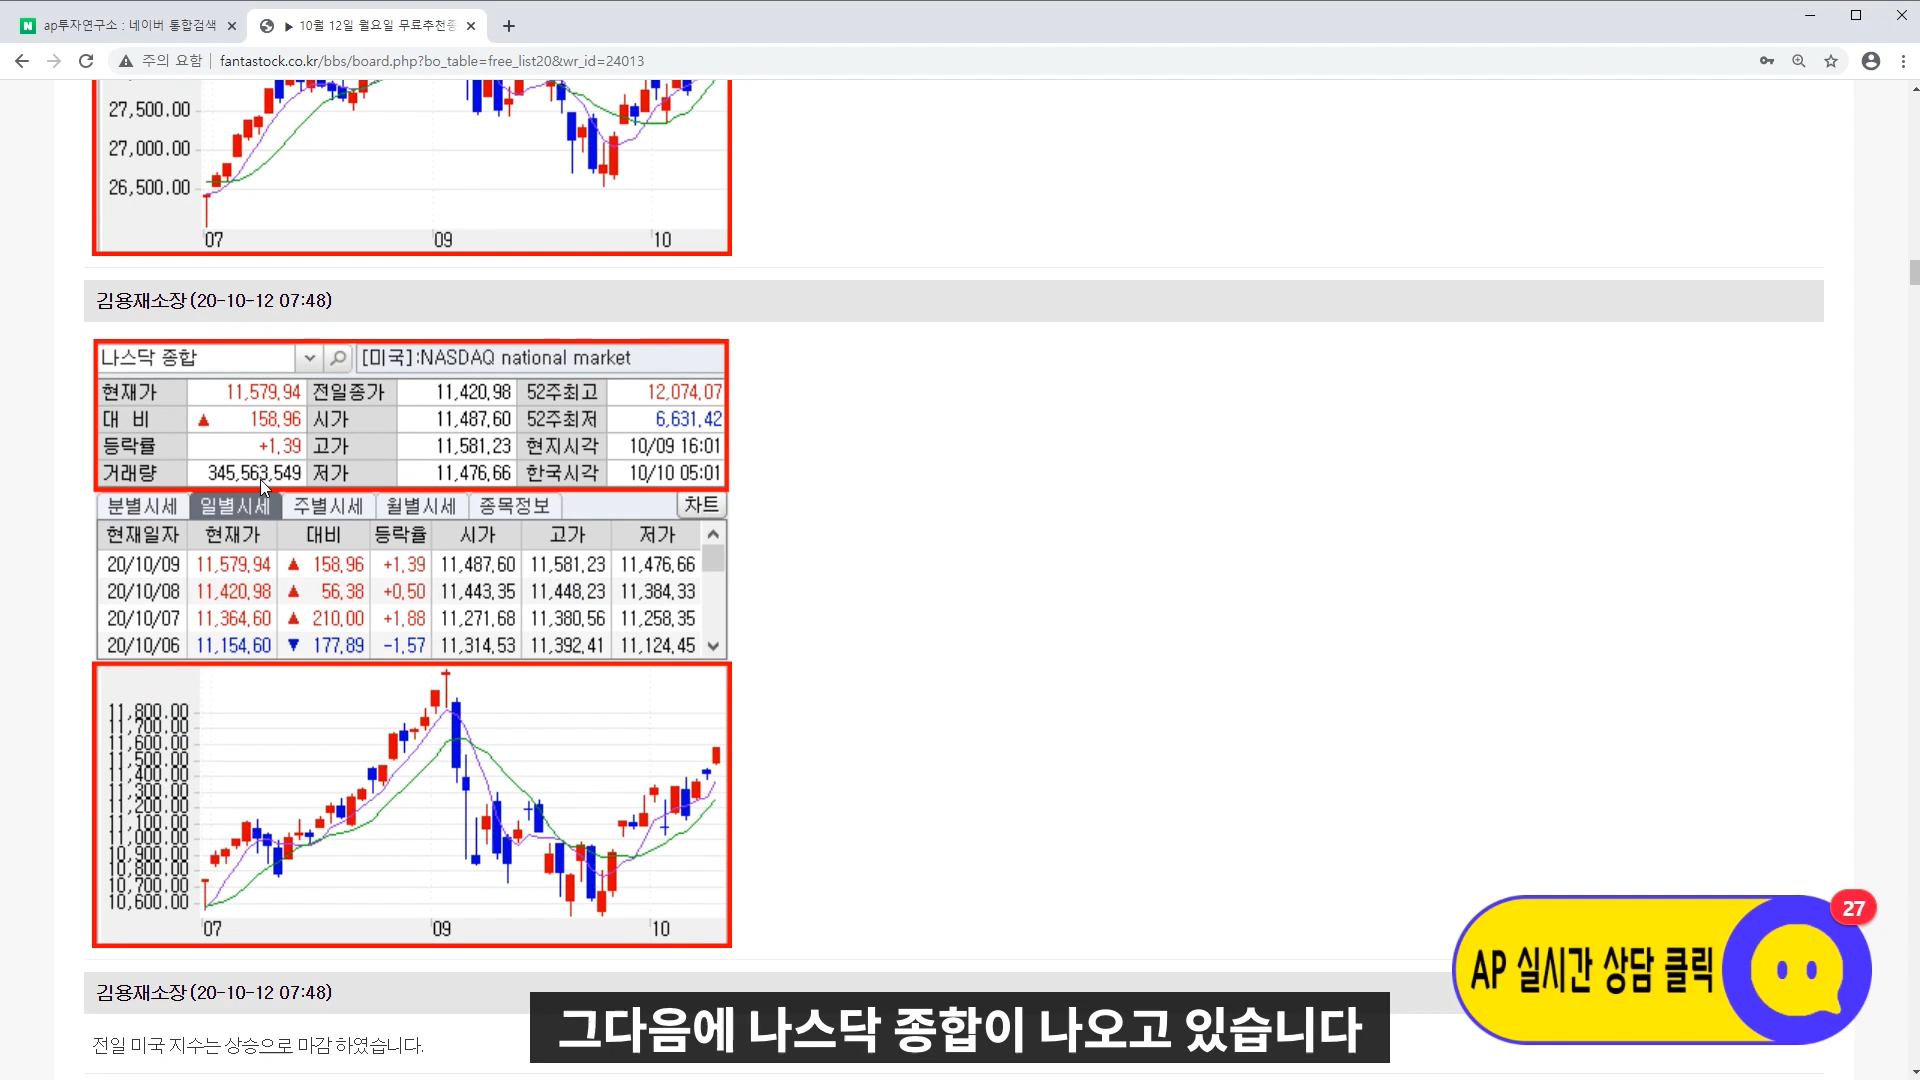 ap투자연구소 : 네이버 통합검색
▶ 10월 12일 월요일 무료추천종
주의 요함 | fantastock.co.kr/bbs/board.php?bo_table=free_list20&wr_id=24013
27,500.00
27,000.00
26,500.00
07 09 10
김용재소장 (20-10-12 07:48)
나스닥 종합 [미국]:NASDAQ national market
현재가 11,579.94 전일종가 11,420.98 52주최고 12,074.07
대 비 ▲ 158.96 시가 11,487.60 52주최저 6,631.42
등락률 +1.39 고가 11,581.23 현지시각 10/09 16:01
거래량 345,563,549 저가 11,476.66 한국시각 10/10 05:01
분별시세 일별시세 주별시세 월별시세 종목정보 차트
현재일자 현재가 대비 등락율 시가 고가 저가
20/10/09 11,579.94 ▲ 158.96 +1.39 11,487.60 11,581.23 11,476.66
20/10/08 11,420.98 ▲ 56.38 +0.50 11,443.35 11,448.23 11,384.33
20/10/07 11,364.60 ▲ 210.00 +1.88 11,271.68 11,380.56 11,258.35
20/10/06 11,154.60 ▼ 177.89 -1.57 11,314.53 11,392.41 11,124.45
11,800.00
11,700.00
11,600.00
11,500.00
11,400.00
11,300.00
11,200.00
11,100.00
11,000.00
10,900.00
10,800.00
10,700.00
10,600.00
07 09 10
27
AP 실시간 상담 클릭
김용재소장 (20-10-12 07:48)
전일 미국 지수는 상승으로 마감 하였습니다.
그다음에 나스닥 종합이 나오고 있습니다